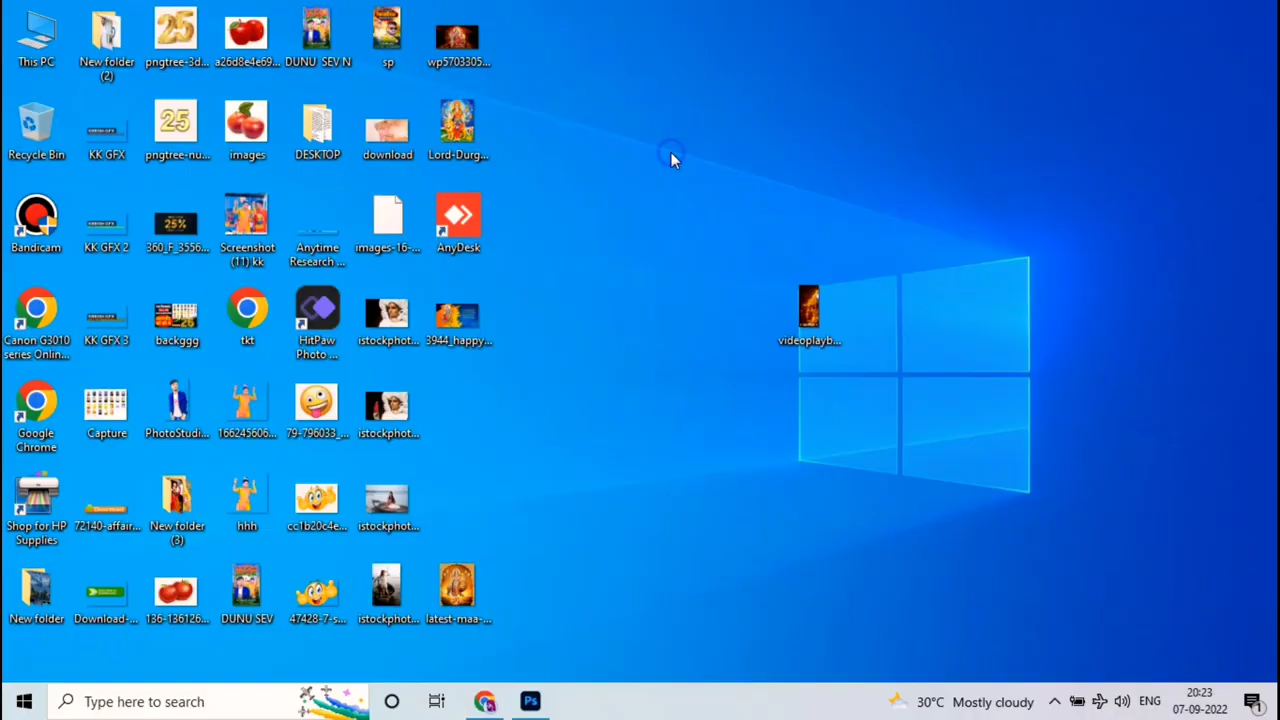 This PC
New folder
(2)
pngtree-3d...
a26d8e4e69...
DUNU SEV N
sp
wp5703305...
Recycle Bin
KK GFX
25
pngtree-nu...
images
DESKTOP
download
Lord-Durg...
Bandicam
KK GFX 2
25%
360_F_3556...
Screenshot
(11) kk
Anytime
Research ...
images-16-...
AnyDesk
Canon G3010
series Onlin...
KK GFX 3
backggg
tkt
HitPaw
Photo ...
istockphot...
3944_happy...
videoplayb...
Google
Chrome
Capture
PhotoStudi...
166245606...
79-796033_...
istockphot...
Shop for HP
Supplies
72140-affair...
New folder
(3)
hhh
cc1b20c4e...
istockphot...
New folder
Download-...
136-136126...
DUNU SEV
47428-7-s...
istockphot...
latest-maa-...
Type here to search
Ps
30°C Mostly cloudy
ENG
20:23
07-09-2022
1